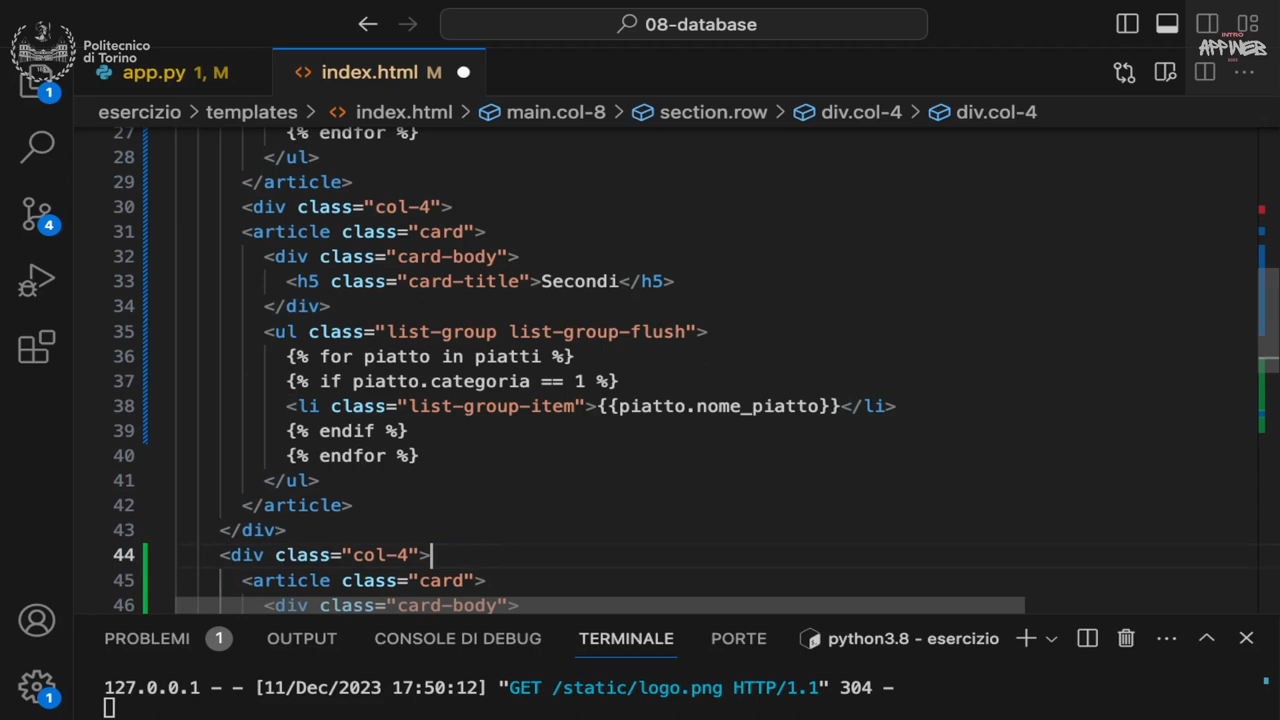 Politecnico
di Torino
08-database
INTRO
APPWEB
app.py 1, M
index.html M
1
esercizio > templates > index.html > main.col-8 > section.row > div.col-4 > div.col-4
27 {% endfor %}
28 </ul>
29 </article>
30 <div class="col-4">
31 <article class="card">
32 <div class="card-body">
33 <h5 class="card-title">Secondi</h5>
34 </div>
35 <ul class="list-group list-group-flush">
36 {% for piatto in piatti %}
37 {% if piatto.categoria == 1 %}
38 <li class="list-group-item">{{piatto.nome_piatto}}</li>
39 {% endif %}
40 {% endfor %}
41 </ul>
42 </article>
43 </div>
44 <div class="col-4">
45 <article class="card">
46 <div class="card-body">
4
1
PROBLEMI 1 OUTPUT CONSOLE DI DEBUG TERMINALE PORTE python3.8 - esercizio
127.0.0.1 - - [11/Dec/2023 17:50:12] "GET /static/logo.png HTTP/1.1" 304 -